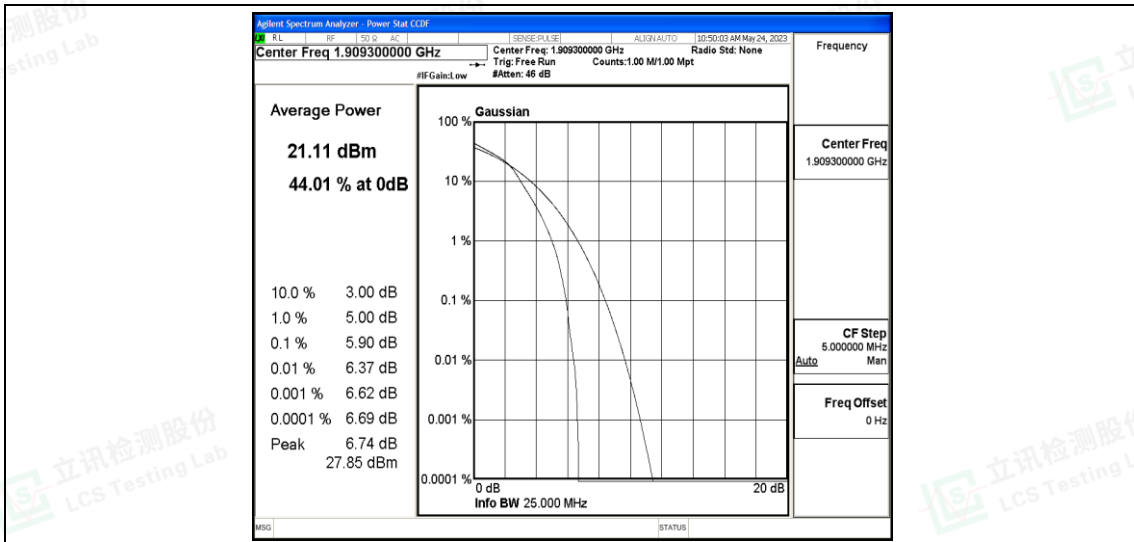 Agilent Spectrum Analyzer - Power Stat CCDF
RL RF 50 Ω AC SENSE:PULSE ALIGN AUTO 10:50:03 AM May 24, 2023
Center Freq 1.909300000 GHz
Center Freq: 1.909300000 GHz Radio Std: None
Trig: Free Run Counts:1.00 M/1.00 Mpt
#IFGain:Low #Atten: 46 dB
Frequency
Average Power
21.11 dBm
44.01 % at 0dB
10.0 % 3.00 dB
1.0 % 5.00 dB
0.1 % 5.90 dB
0.01 % 6.37 dB
0.001 % 6.62 dB
0.0001 % 6.69 dB
Peak 6.74 dB
27.85 dBm
Gaussian
100 %
10 %
1 %
0.1 %
0.01 %
0.001 %
0.0001 %
0 dB 20 dB
Info BW 25.000 MHz
Center Freq
1.909300000 GHz
CF Step
5.000000 MHz
Auto Man
Freq Offset
0 Hz
MSG STATUS
立讯检测股份
LCS Testing Lab
立讯检测股份
LCS Testing L